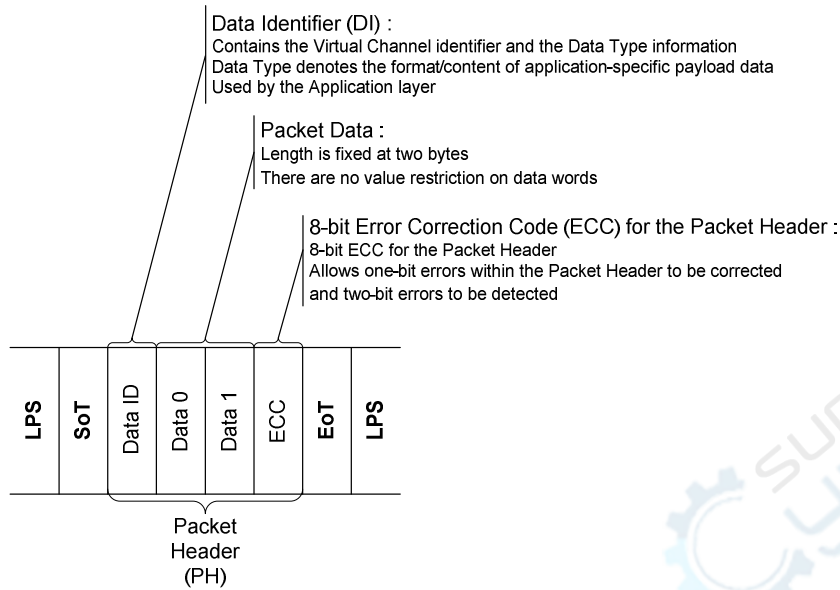 Data Identifier (DI) :
Contains the Virtual Channel identifier and the Data Type information
Data Type denotes the format/content of application-specific payload data
Used by the Application layer
Packet Data :
Length is fixed at two bytes
There are no value restriction on data words
8-bit Error Correction Code (ECC) for the Packet Header :
8-bit ECC for the Packet Header
Allows one-bit errors within the Packet Header to be corrected
and two-bit errors to be detected
LPS
SoT
Data ID
Data 0
Data 1
ECC
EoT
LPS
Packet
Header
(PH)